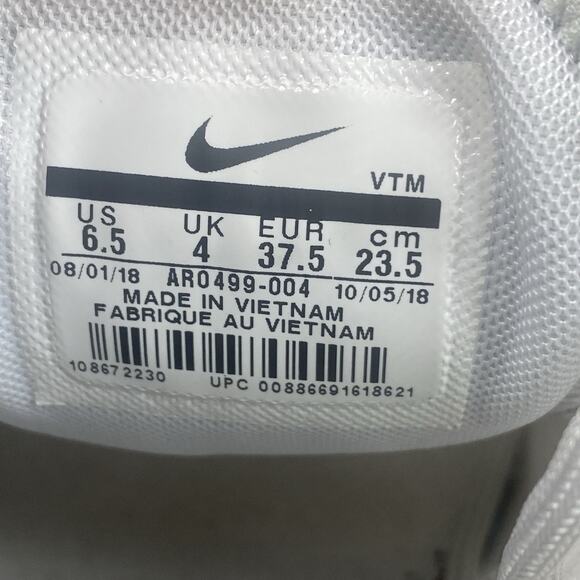 VTM
US UK EUR cm
6.5 4 37.5 23.5
08/01/18 AR0499-004 10/05/18
MADE IN VIETNAM
FABRIQUE AU VIETNAM
108672230 UPC 00886691618621